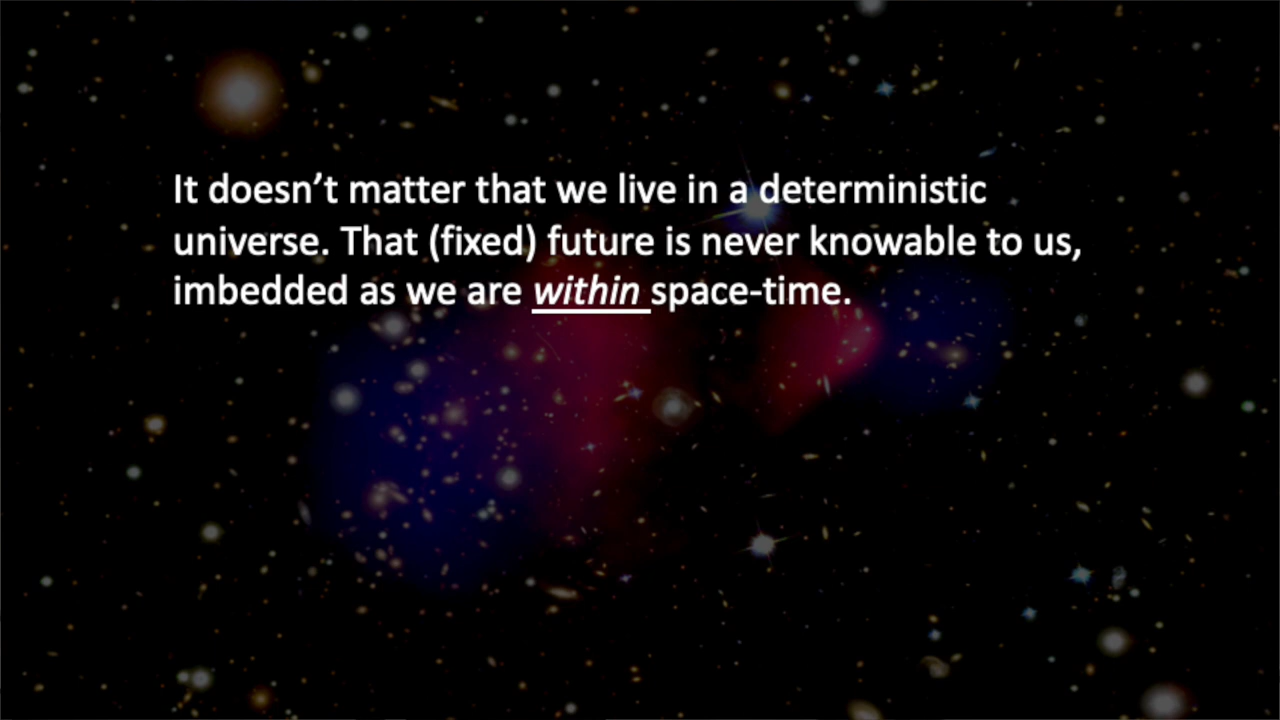 It doesn’t matter that we live in a deterministic
universe. That (fixed) future is never knowable to us,
imbedded as we are within space-time.